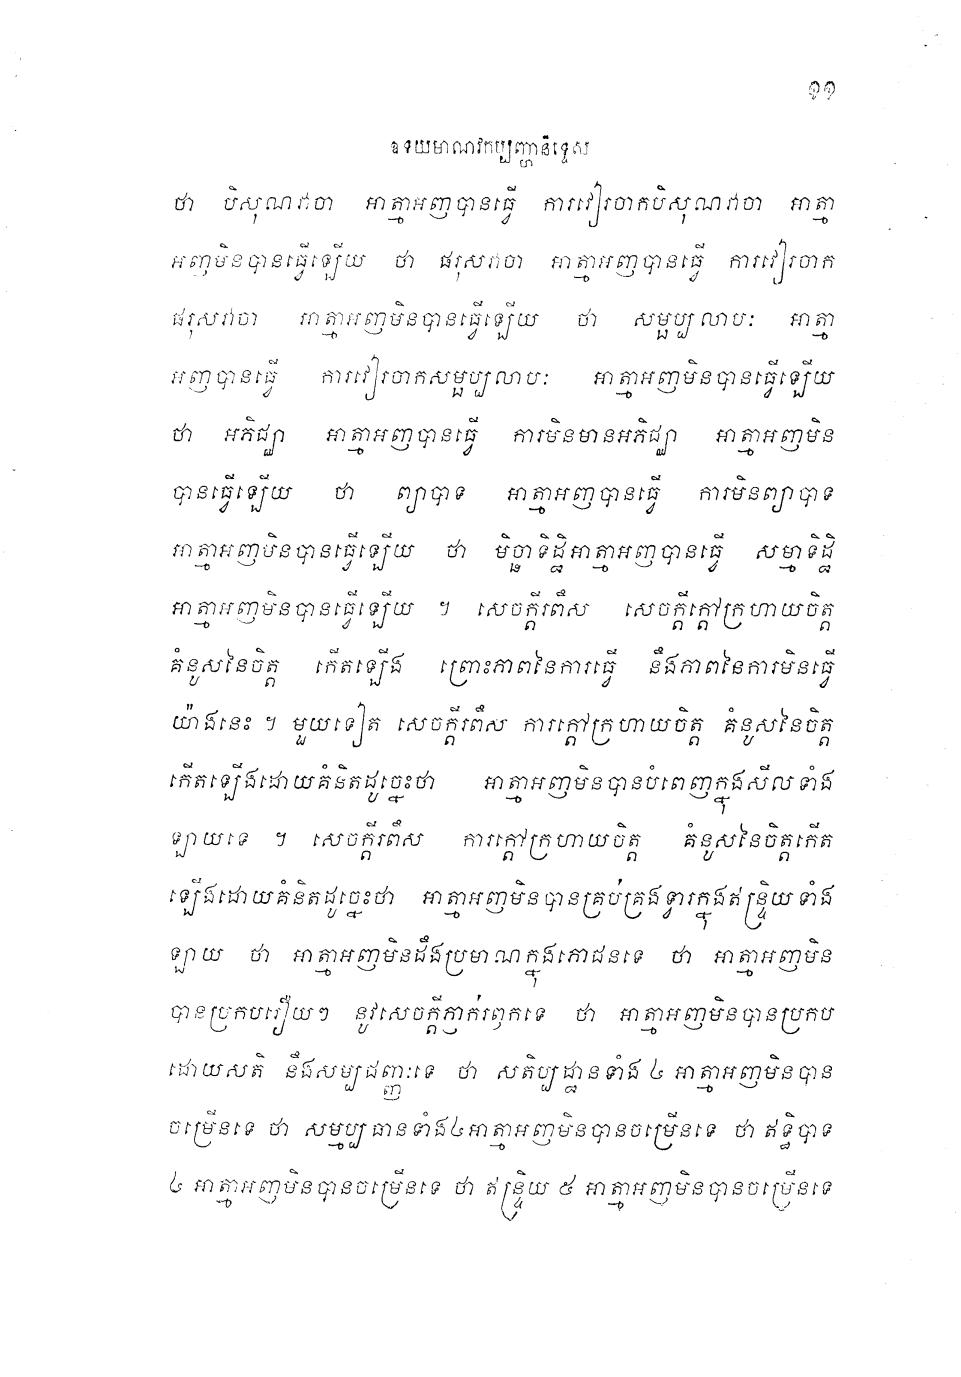 ១១
ឧទយមាណវកប្បញ្ហានិទ្ទេស
ថា បិសុណវាចា អាត្មាអញបានធ្វើ ការវៀរចាកបិសុណវាចា អាត្មា
អញមិនបានធ្វើឡើយ ថា ផរុសវាចា អាត្មាអញបានធ្វើ ការវៀរចាក
ផរុសវាចា អាត្មាអញមិនបានធ្វើឡើយ ថា សម្ផប្បលាបៈ អាត្មា
អញបានធ្វើ ការវៀរចាកសម្ផប្បលាបៈ អាត្មាអញមិនបានធ្វើឡើយ
ថា អភិជ្ឈា អាត្មាអញបានធ្វើ ការមិនមានអភិជ្ឈា អាត្មាអញមិន
បានធ្វើឡើយ ថា ព្យាបាទ អាត្មាអញបានធ្វើ ការមិនព្យាបាទ
អាត្មាអញមិនបានធ្វើឡើយ ថា មិច្ឆាទិដ្ឋិអាត្មាអញបានធ្វើ សម្មាទិដ្ឋិ
អាត្មាអញមិនបានធ្វើឡើយ ។ សេចក្តីរពឹស សេចក្តីក្តៅក្រហាយចិត្ត
គំនូសនៃចិត្ត កើតឡើង ព្រោះភាពនៃការធ្វើ នឹងភាពនៃការមិនធ្វើ
យ៉ាងនេះ ។ មួយទៀត សេចក្តីរពឹស ការក្តៅក្រហាយចិត្ត គំនូសនៃចិត្ត
កើតឡើងដោយគំនិតដូច្នេះថា អាត្មាអញមិនបានបំពេញក្នុងសីលទាំង
ឡាយទេ ។ សេចក្តីរពឹស ការក្តៅក្រហាយចិត្ត គំនូសនៃចិត្តកើត
ឡើងដោយគំនិតដូច្នេះថា អាត្មាអញមិនបានគ្រប់គ្រងទ្វារក្នុងឥន្ទ្រិយទាំង
ឡាយ ថា អាត្មាអញមិនដឹងប្រមាណក្នុងភោជនទេ ថា អាត្មាអញមិន
បានប្រកបរឿយៗ នូវសេចក្តីភ្ញាក់រឭកទេ ថា អាត្មាអញមិនបានប្រកប
ដោយសតិ នឹងសម្បជញ្ញៈទេ ថា សតិប្បដ្ឋានទាំង ៤ អាត្មាអញមិនបាន
ចម្រើនទេ ថា សម្មប្បធានទាំង៤អាត្មាអញមិនបានចម្រើនទេ ថា ឥទ្ធិបាទ
៤ អាត្មាអញមិនបានចម្រើនទេ ថា ឥន្ទ្រិយ ៥ អាត្មាអញមិនបានចម្រើនទេ